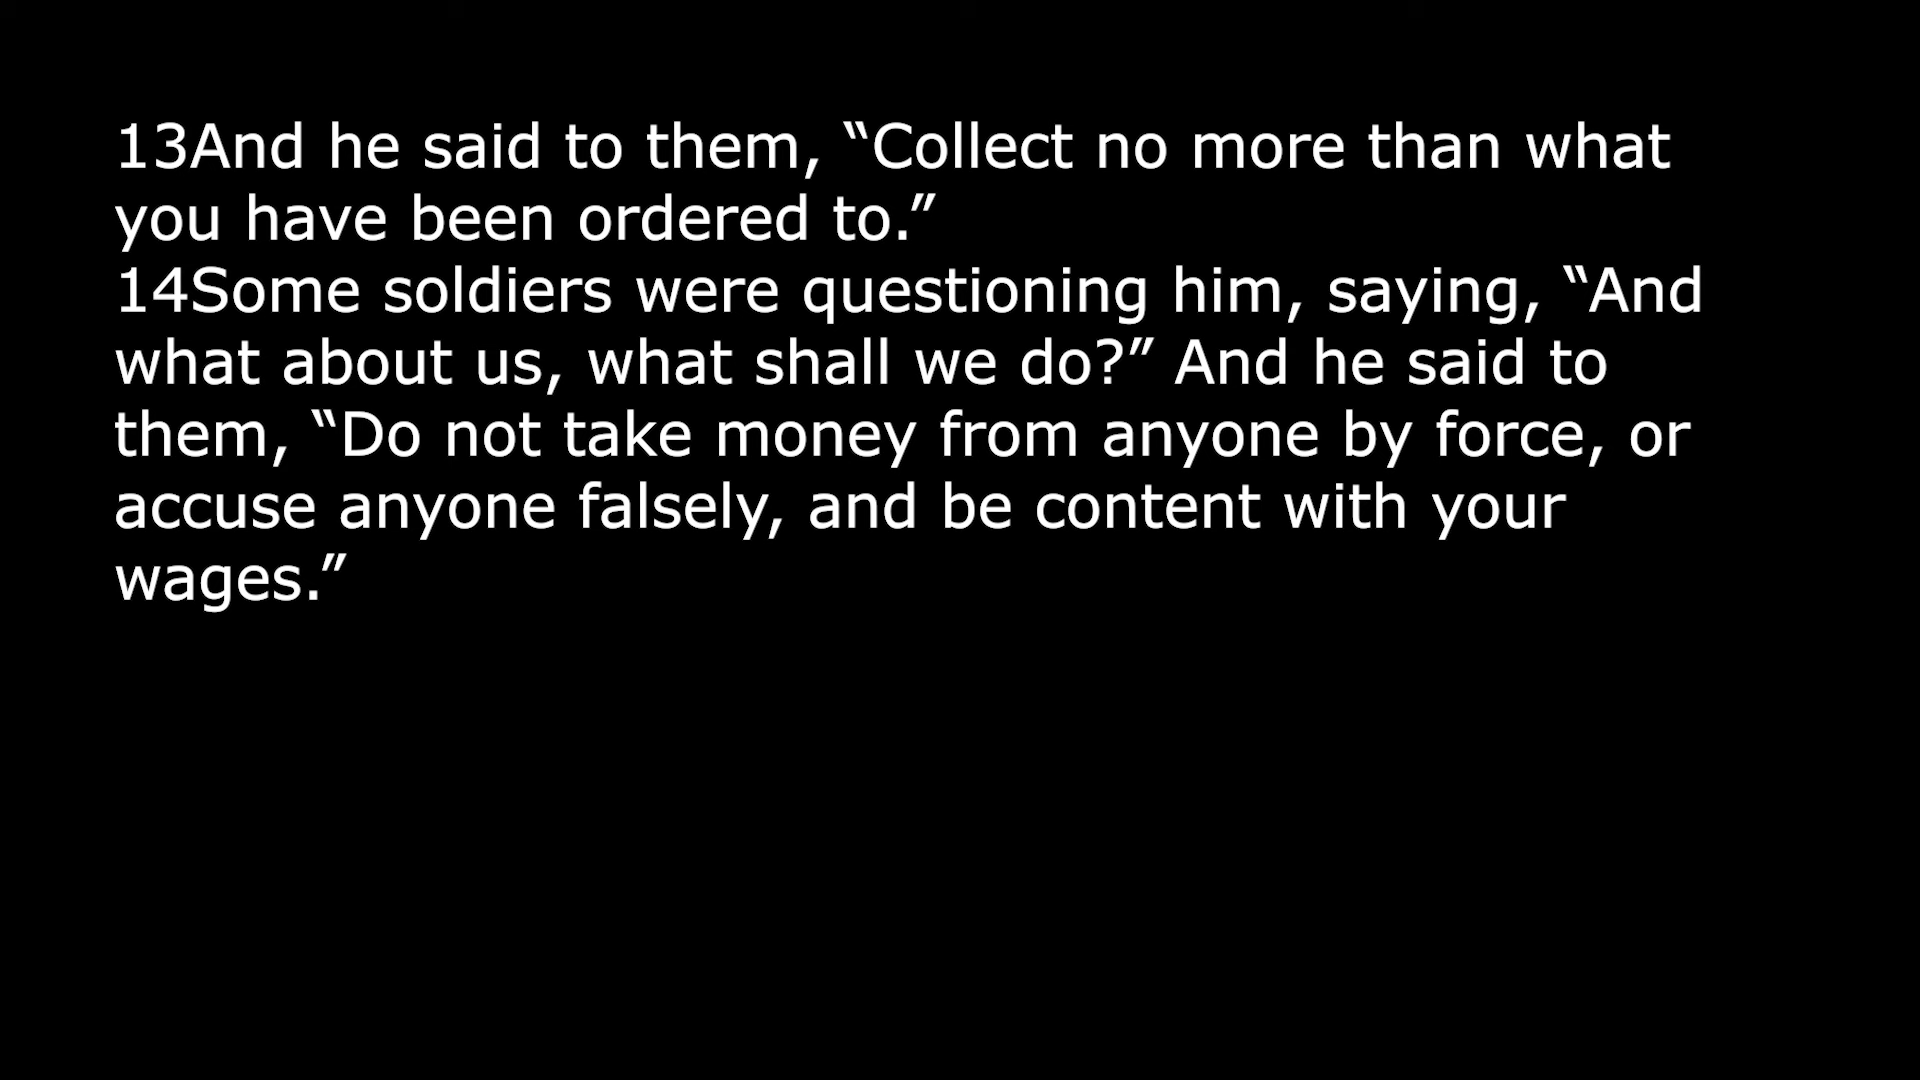 13And he said to them, “Collect no more than what
you have been ordered to.”
14Some soldiers were questioning him, saying, “And
what about us, what shall we do?” And he said to
them, “Do not take money from anyone by force, or
accuse anyone falsely, and be content with your
wages.”